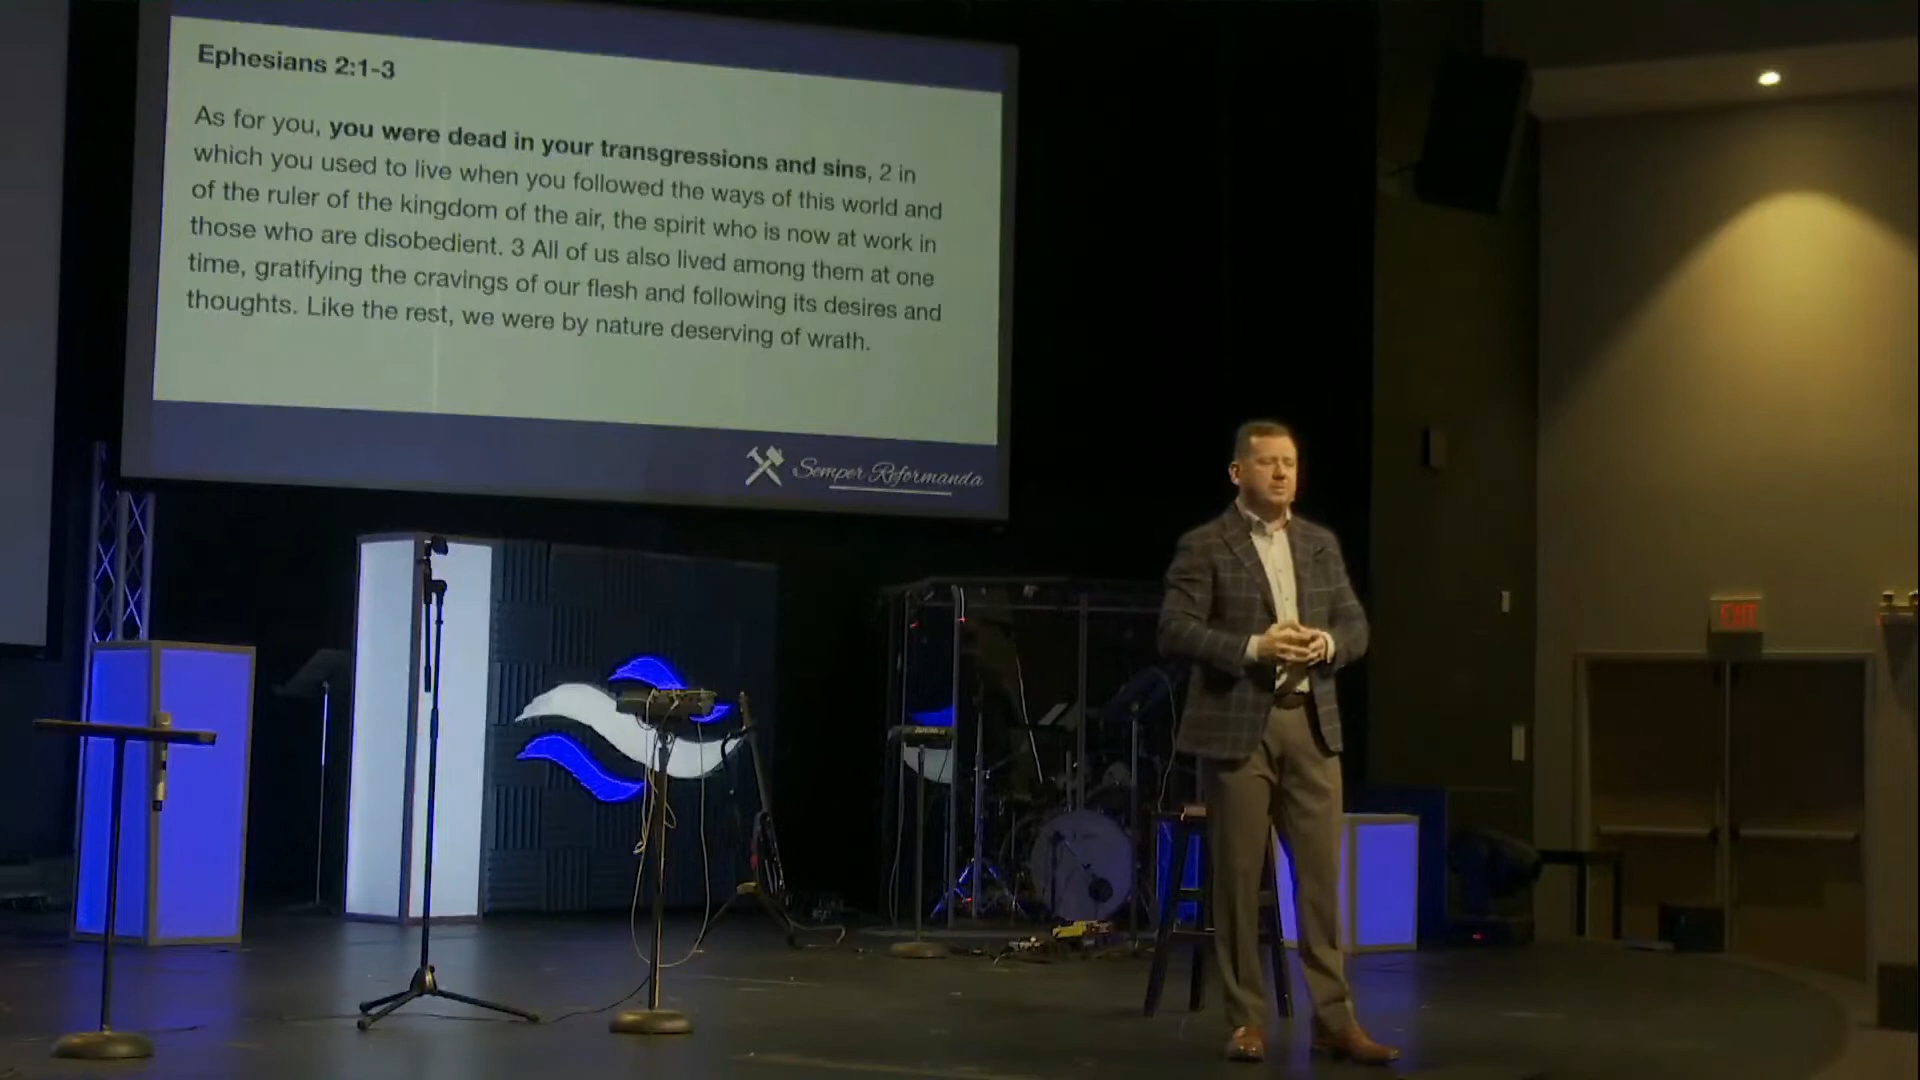 Ephesians 2:1-3
As for you, you were dead in your transgressions and sins, 2 in
which you used to live when you followed the ways of this world and
of the ruler of the kingdom of the air, the spirit who is now at work in
those who are disobedient. 3 All of us also lived among them at one
time, gratifying the cravings of our flesh and following its desires and
thoughts. Like the rest, we were by nature deserving of wrath.
Semper Reformanda
EXIT